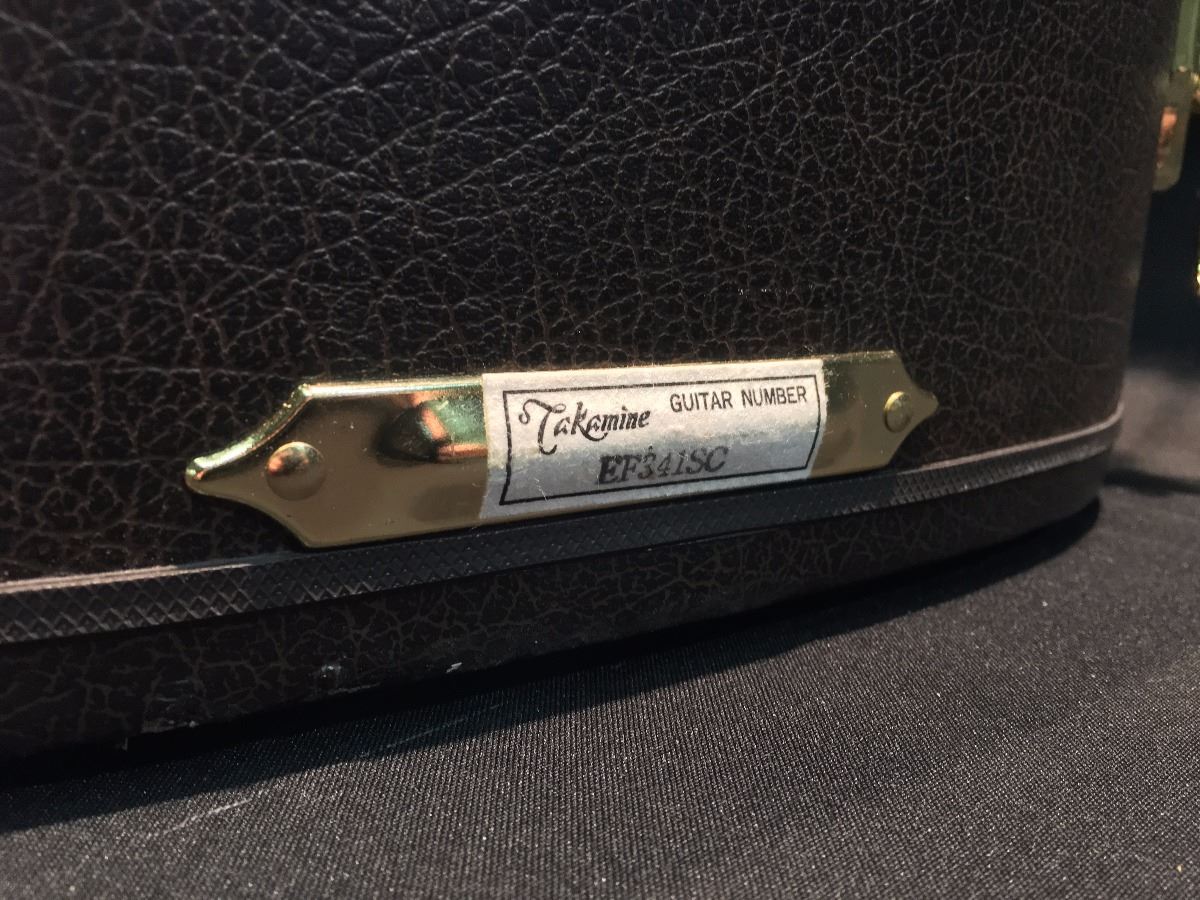 Takamine GUITAR NUMBER
EF341SC